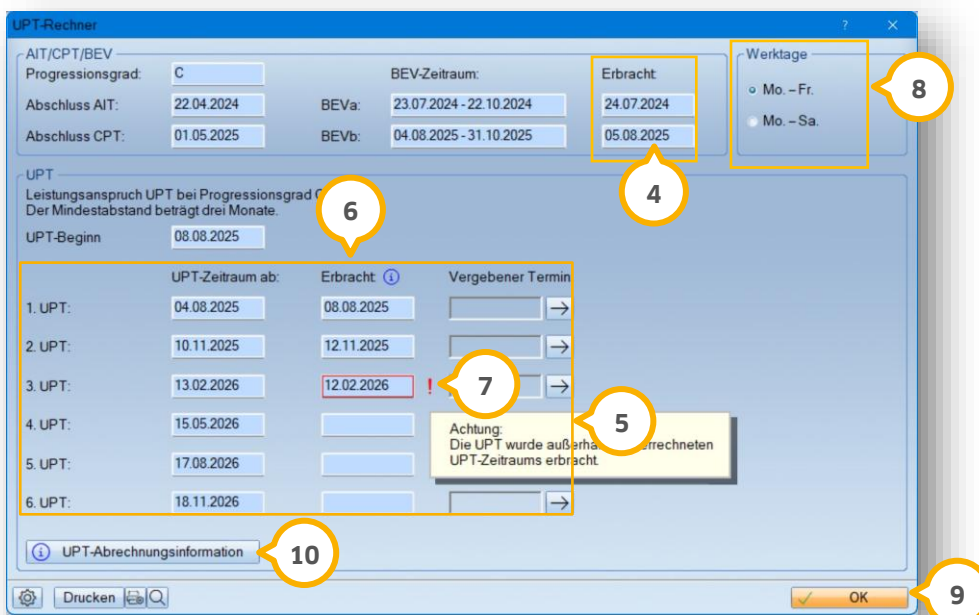 UPT-Rechner ? ×
AIT/CPT/BEV
Progressionsgrad: C BEV-Zeitraum: Erbracht:
Abschluss AIT: 22.04.2024 BEVa: 23.07.2024 - 22.10.2024 24.07.2024
Abschluss CPT: 01.05.2025 BEVb: 04.08.2025 - 31.10.2025 05.08.2025
Werktage
Mo. – Fr.
Mo. – Sa.
8
4
UPT
Leistungsanspruch UPT bei Progressionsgrad
Der Mindestabstand beträgt drei Monate.
6
UPT-Beginn 08.08.2025
UPT-Zeitraum ab: Erbracht: Vergebener Termin
1. UPT: 04.08.2025 08.08.2025
2. UPT: 10.11.2025 12.11.2025
3. UPT: 13.02.2026 12.02.2026 !
7
4. UPT: 15.05.2026
5. UPT: 17.08.2026
6. UPT: 18.11.2026
Achtung:
Die UPT wurde errechneten
UPT-Zeitraums erbracht.
5
UPT-Abrechnungsinformation
10
Drucken
OK
9